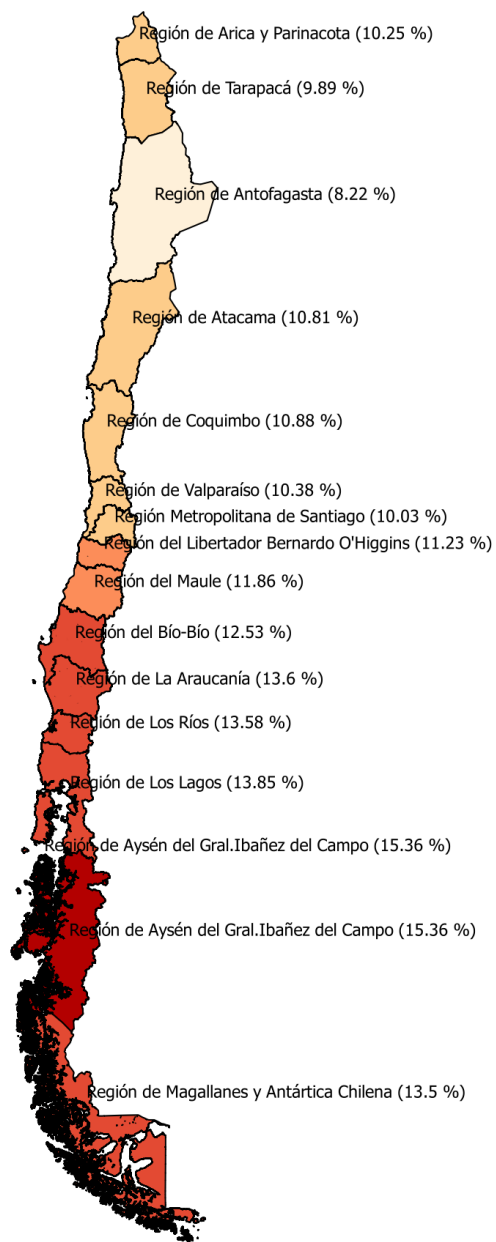 Región de Arica y Parinacota (10.25 %)
Región de Tarapacá (9.89 %)
Región de Antofagasta (8.22 %)
Región de Atacama (10.81 %)
Región de Coquimbo (10.88 %)
Región de Valparaíso (10.38 %)
Región Metropolitana de Santiago (10.03 %)
Región del Libertador Bernardo O'Higgins (11.23 %)
Región del Maule (11.86 %)
Región del Bío-Bío (12.53 %)
Región de La Araucanía (13.6 %)
Región de Los Ríos (13.58 %)
Región de Los Lagos (13.85 %)
Región de Aysén del Gral.Ibañez del Campo (15.36 %)
Región de Aysén del Gral.Ibañez del Campo (15.36 %)
Región de Magallanes y Antártica Chilena (13.5 %)